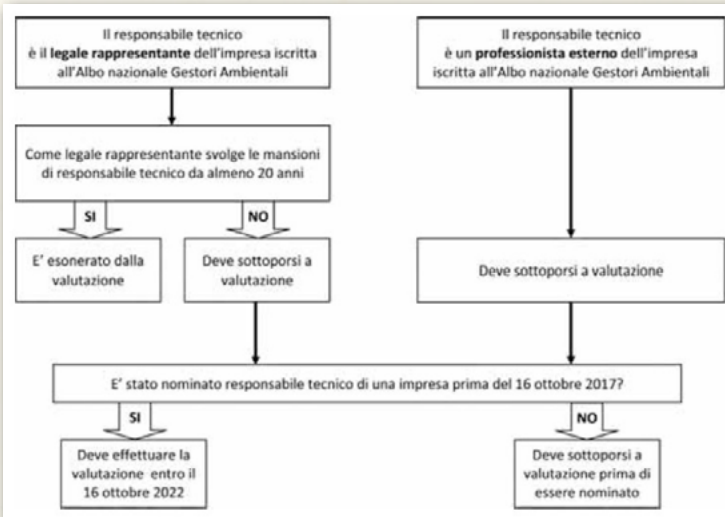 Il responsabile tecnico
è il legale rappresentante dell'impresa iscritta
all'Albo nazionale Gestori Ambientali
Il responsabile tecnico
è un professionista esterno dell'impresa
iscritta all'Albo nazionale Gestori Ambientali
Come legale rappresentante svolge le mansioni
di responsabile tecnico da almeno 20 anni
SI
NO
E' esonerato dalla
valutazione
Deve sottoporsi a
valutazione
Deve sottoporsi a valutazione
E' stato nominato responsabile tecnico di una impresa prima del 16 ottobre 2017?
SI
NO
Deve effettuare la
valutazione entro il
16 ottobre 2022
Deve sottoporsi a
valutazione prima di
essere nominato